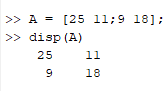 >> A = [25 11;9 18];
>> disp(A)
25 11
9 18